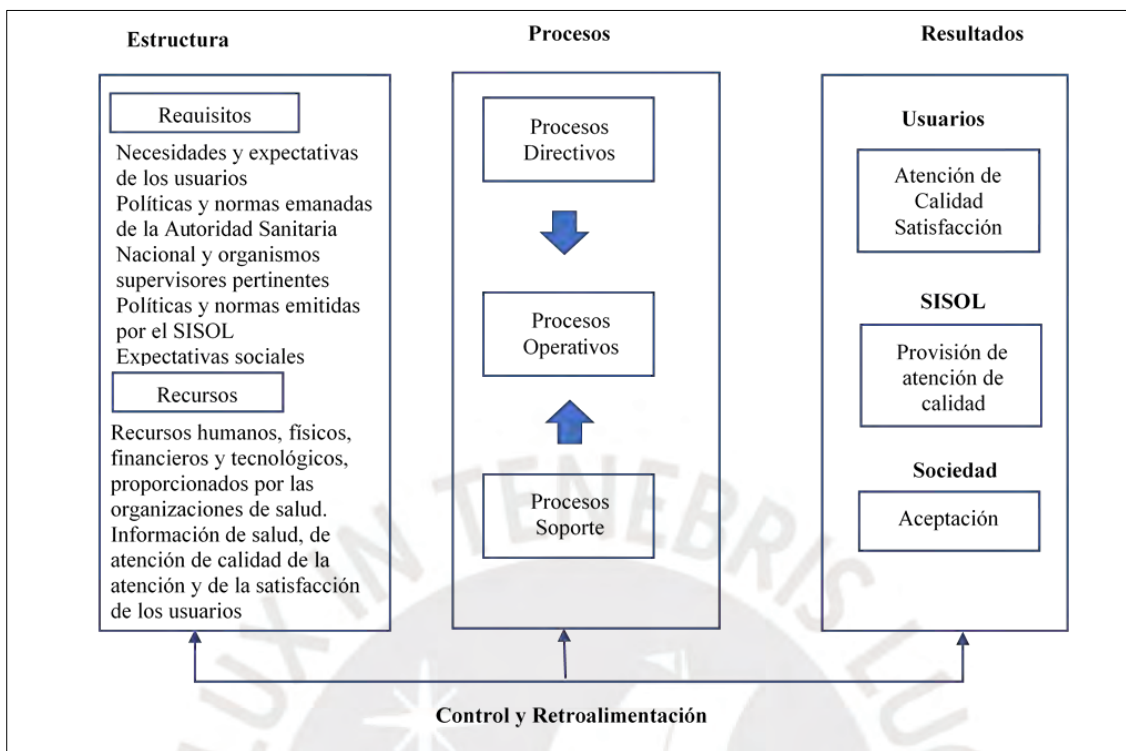 Estructura
Requisitos
Necesidades y expectativas
de los usuarios
Políticas y normas emanadas
de la Autoridad Sanitaria
Nacional y organismos
supervisores pertinentes
Políticas y normas emitidas
por el SISOL
Expectativas sociales
Recursos
Recursos humanos, físicos,
financieros y tecnológicos,
proporcionados por las
organizaciones de salud.
Información de salud, de
atención de calidad de la
atención y de la satisfacción
de los usuarios
Procesos
Procesos
Directivos
Procesos
Operativos
Procesos
Soporte
Resultados
Usuarios
Atención de
Calidad
Satisfacción
SISOL
Provisión de
atención de
calidad
Sociedad
Aceptación
Control y Retroalimentación
LUX IN TENEBRIS LUC